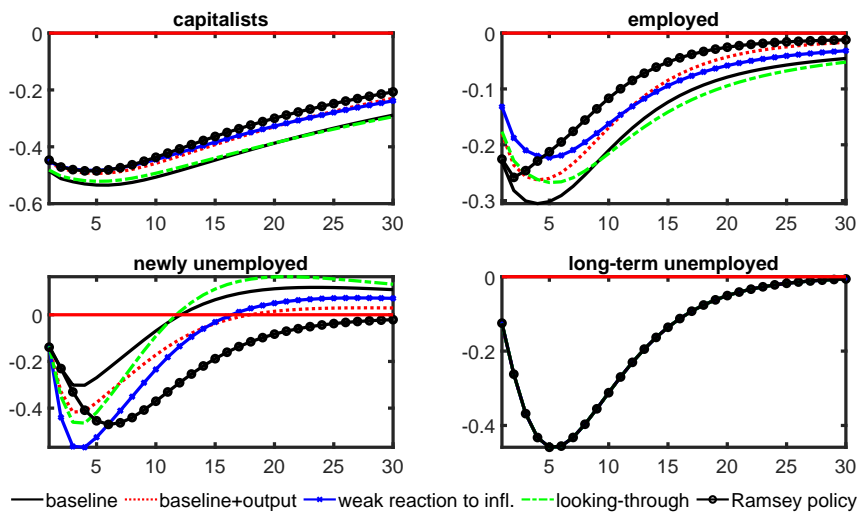 capitalists
employed
0
-0.2
-0.4
-0.6
5 10 15 20 25 30
0
-0.1
-0.2
-0.3
5 10 15 20 25 30
newly unemployed
long-term unemployed
0
-0.2
-0.4
5 10 15 20 25 30
0
-0.2
-0.4
5 10 15 20 25 30
baseline baseline+output weak reaction to infl. looking-through Ramsey policy